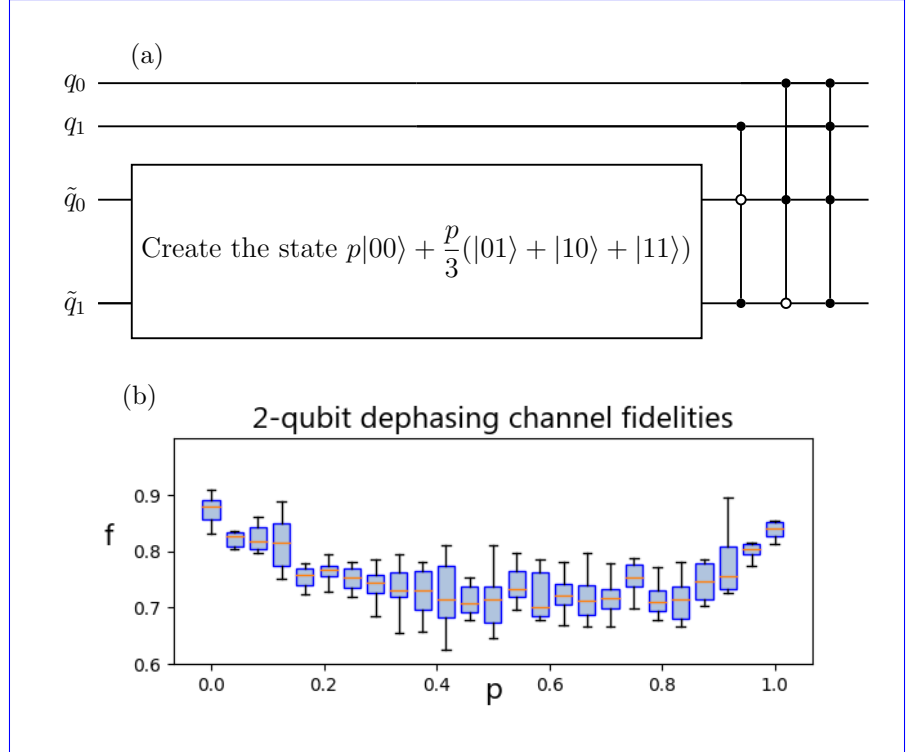 (a)
q₀
q₁
q̃₀
Create the state p|00⟩ + p/3(|01⟩ + |10⟩ + |11⟩)
q̃₁
(b)
2-qubit dephasing channel fidelities
f
0.9
0.8
0.7
0.6
0.0 0.2 0.4 0.6 0.8 1.0
p